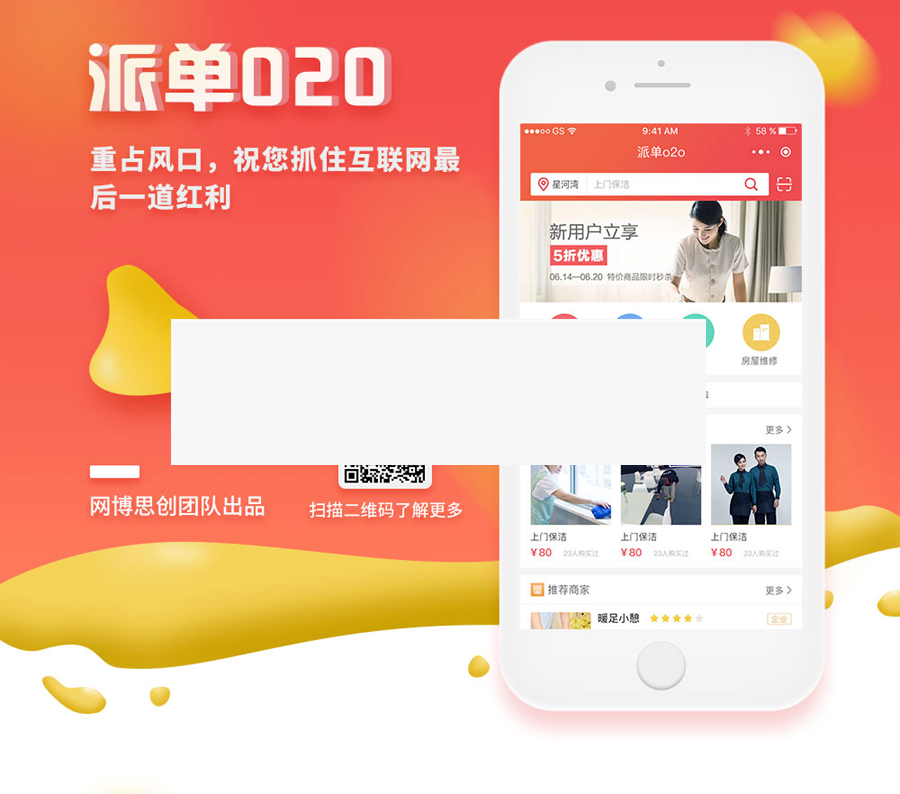 派单O2O
重占风口，祝您抓住互联网最
后一道红利
网博思创团队出品
扫描二维码了解更多
GS
9:41 AM
58 %
派单o2o
星河湾
上门保洁
新用户立享
5折优惠
06.14—06.20 特价商品限时秒杀
房屋维修
更多
上门保洁
上门保洁
上门保洁
¥80 23人购买过
¥80 23人购买过
¥80 23人购买过
推荐商家
更多
暖足小憩
企业